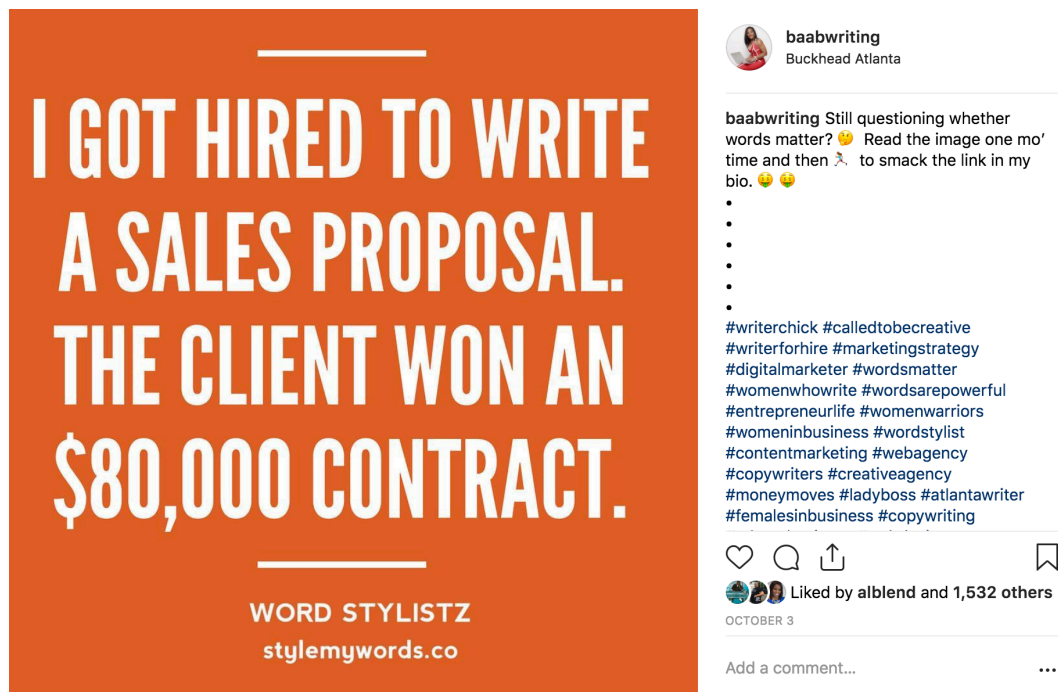 I GOT HIRED TO WRITE
A SALES PROPOSAL.
THE CLIENT WON AN
$80,000 CONTRACT.
WORD STYLISTZ
stylemywords.co
baabwriting
Buckhead Atlanta
baabwriting Still questioning whether
words matter? 🤔 Read the image one mo’
time and then 🏃🏻‍♀️ to smack the link in my
bio. 🤑 🤑
•
•
•
•
•
•
#writerchick #calledtobecreative
#writerforhire #marketingstrategy
#digitalmarketer #wordsmatter
#womenwhowrite #wordsarepowerful
#entrepreneurlife #womenwarriors
#womeninbusiness #wordstylist
#contentmarketing #webagency
#copywriters #creativeagency
#moneymoves #ladyboss #atlantawriter
#femalesinbusiness #copywriting
Liked by alblend and 1,532 others
OCTOBER 3
Add a comment...